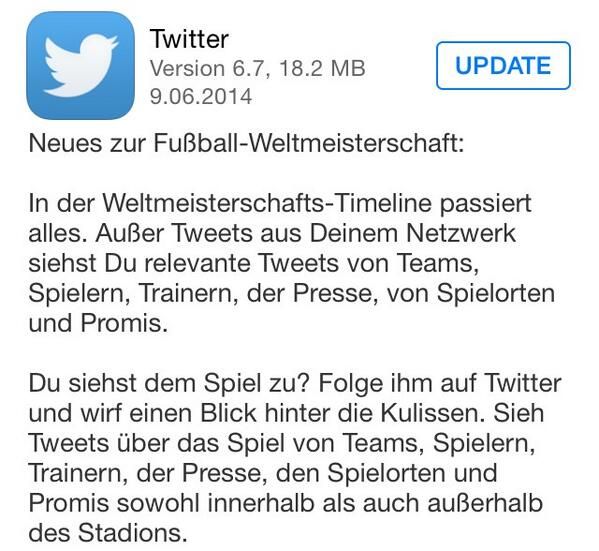 Twitter
Version 6.7, 18.2 MB
UPDATE
9.06.2014
Neues zur Fußball-Weltmeisterschaft:
In der Weltmeisterschafts-Timeline passiert
alles. Außer Tweets aus Deinem Netzwerk
siehst Du relevante Tweets von Teams,
Spielern, Trainern, der Presse, von Spielorten
und Promis.
Du siehst dem Spiel zu? Folge ihm auf Twitter
und wirf einen Blick hinter die Kulissen. Sieh
Tweets über das Spiel von Teams, Spielern,
Trainern, der Presse, den Spielorten und
Promis sowohl innerhalb als auch außerhalb
des Stadions.